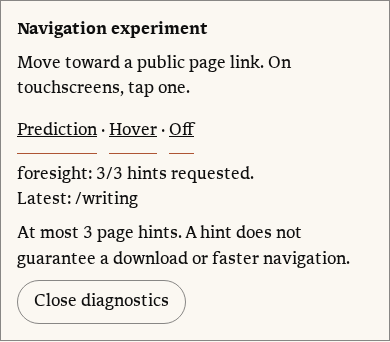 Navigation experiment
Move toward a public page link. On
touchscreens, tap one.
Prediction · Hover · Off
foresight: 3/3 hints requested.
Latest: /writing
At most 3 page hints. A hint does not
guarantee a download or faster navigation.
Close diagnostics